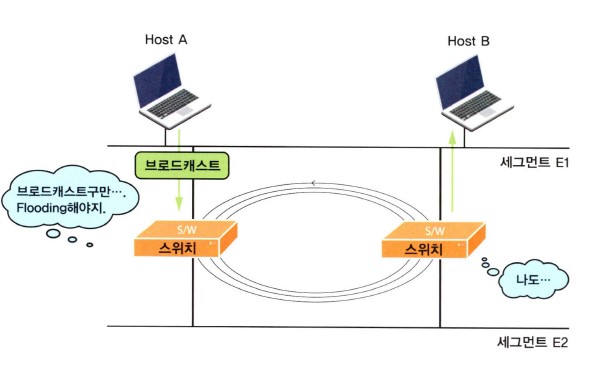 Host A
Host B
세그먼트 E1
브로드캐스트
브로드캐스트구만….
Flooding해야지.
S/W
스위치
S/W
스위치
나도…
세그먼트 E2